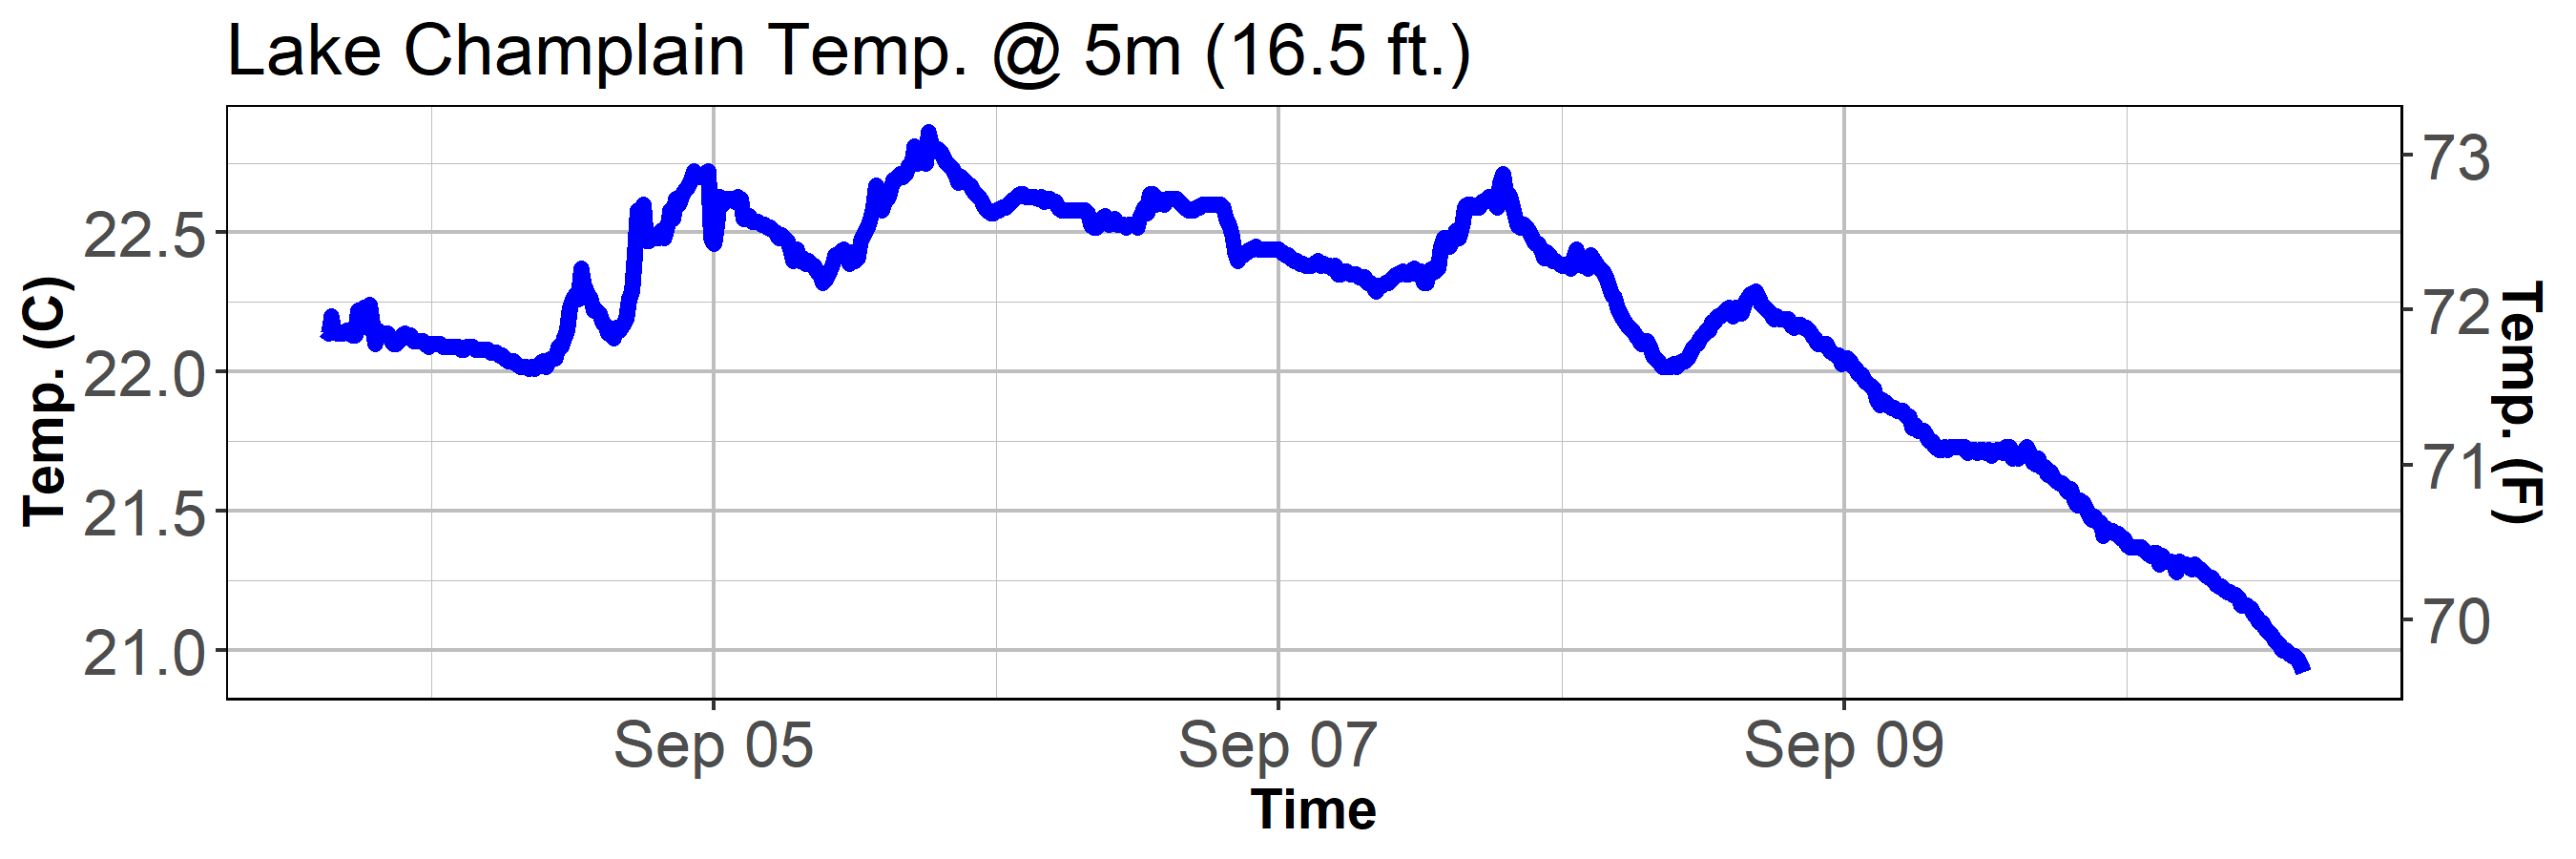 Lake Champlain Temp. @ 5m (16.5 ft.)
Temp. (C)
22.5
22.0
21.5
21.0
73
72
71
70
Temp. (F)
Sep 05
Sep 07
Sep 09
Time